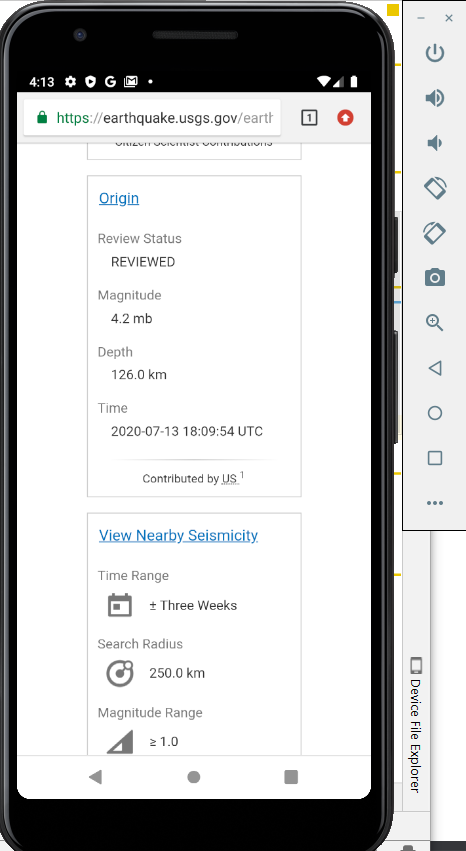 4:13
https://earthquake.usgs.gov/earth
1
Citizen Scientist Contributions
Origin
Review Status
REVIEWED
Magnitude
4.2 mb
Depth
126.0 km
Time
2020-07-13 18:09:54 UTC
Contributed by US 1
View Nearby Seismicity
Time Range
± Three Weeks
Search Radius
250.0 km
Magnitude Range
≥ 1.0
Device File Explorer